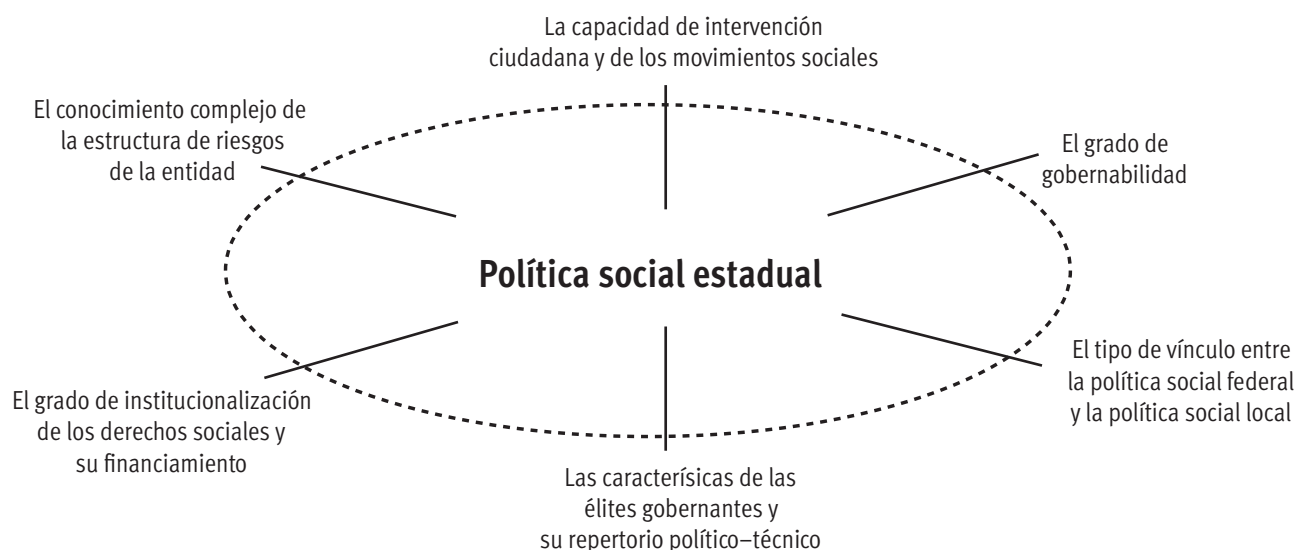 La capacidad de intervención
ciudadana y de los movimientos sociales
El conocimiento complejo de
la estructura de riesgos
de la entidad
El grado de
gobernabilidad
Política social estadual
El tipo de vínculo entre
la política social federal
y la política social local
El grado de institucionalización
de los derechos sociales y
su financiamiento
Las caracterísicas de las
élites gobernantes y
su repertorio político–técnico